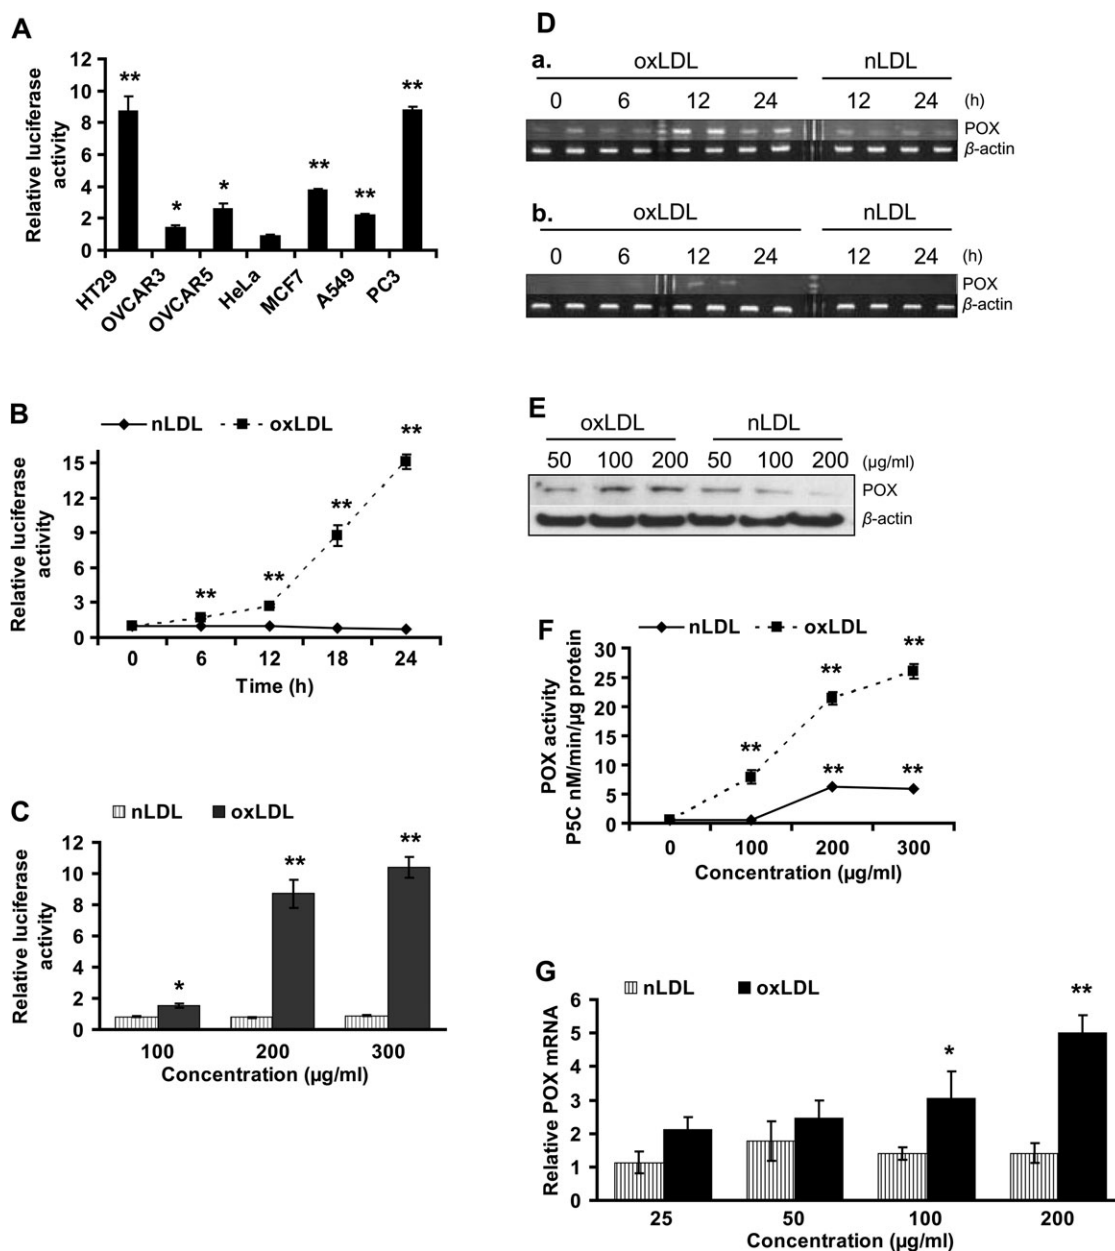 A
Relative luciferase
activity
12
10
8
6
4
2
0
**
*
*
**
**
**
HT29
OVCAR3
OVCAR5
HeLa
MCF7
A549
PC3
B
nLDL
oxLDL
Relative luciferase
activity
15
12
9
6
3
0
**
**
**
**
0 6 12 18 24
Time (h)
C
nLDL
oxLDL
Relative luciferase
activity
12
10
8
6
4
2
0
*
**
**
100 200 300
Concentration (µg/ml)
D
a.
oxLDL nLDL
0 6 12 24 12 24 (h)
POX
β-actin
b.
oxLDL nLDL
0 6 12 24 12 24 (h)
POX
β-actin
E
oxLDL nLDL
50 100 200 50 100 200 (µg/ml)
POX
β-actin
F
nLDL
oxLDL
POX activity
P5C nM/min/µg protein
30
25
20
15
10
5
0
**
**
**
**
**
0 100 200 300
Concentration (µg/ml)
G
nLDL
oxLDL
Relative POX mRNA
6
5
4
3
2
1
0
*
**
25 50 100 200
Concentration (µg/ml)